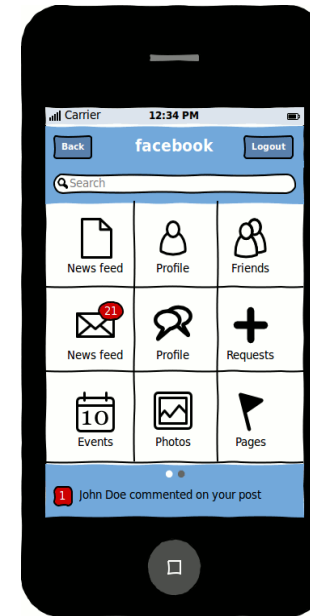 Carrier 12:34 PM
Back facebook Logout
Search
News feed Profile Friends
21
News feed Profile Requests
10
Events Photos Pages
1 John Doe commented on your post